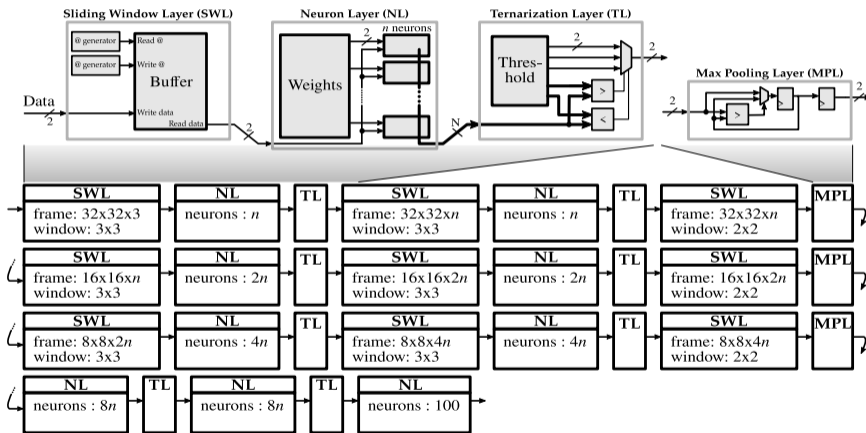 Sliding Window Layer (SWL)
Neuron Layer (NL)
Ternarization Layer (TL)
Max Pooling Layer (MPL)
@ generator
Read @
@ generator
Write @
Buffer
Data
2
Write data
Read data
2
Weights
2
n neurons
N
Thres-
hold
2
>
<
2
2
>
2
SWL
frame: 32x32x3
window: 3x3
NL
neurons : n
TL
SWL
frame: 32x32xn
window: 3x3
NL
neurons : n
TL
SWL
frame: 32x32xn
window: 2x2
MPL
SWL
frame: 16x16xn
window: 3x3
NL
neurons : 2n
TL
SWL
frame: 16x16x2n
window: 3x3
NL
neurons : 2n
TL
SWL
frame: 16x16x2n
window: 2x2
MPL
SWL
frame: 8x8x2n
window: 3x3
NL
neurons : 4n
TL
SWL
frame: 8x8x4n
window: 3x3
NL
neurons : 4n
TL
SWL
frame: 8x8x4n
window: 2x2
MPL
NL
neurons : 8n
TL
NL
neurons : 8n
TL
NL
neurons : 100